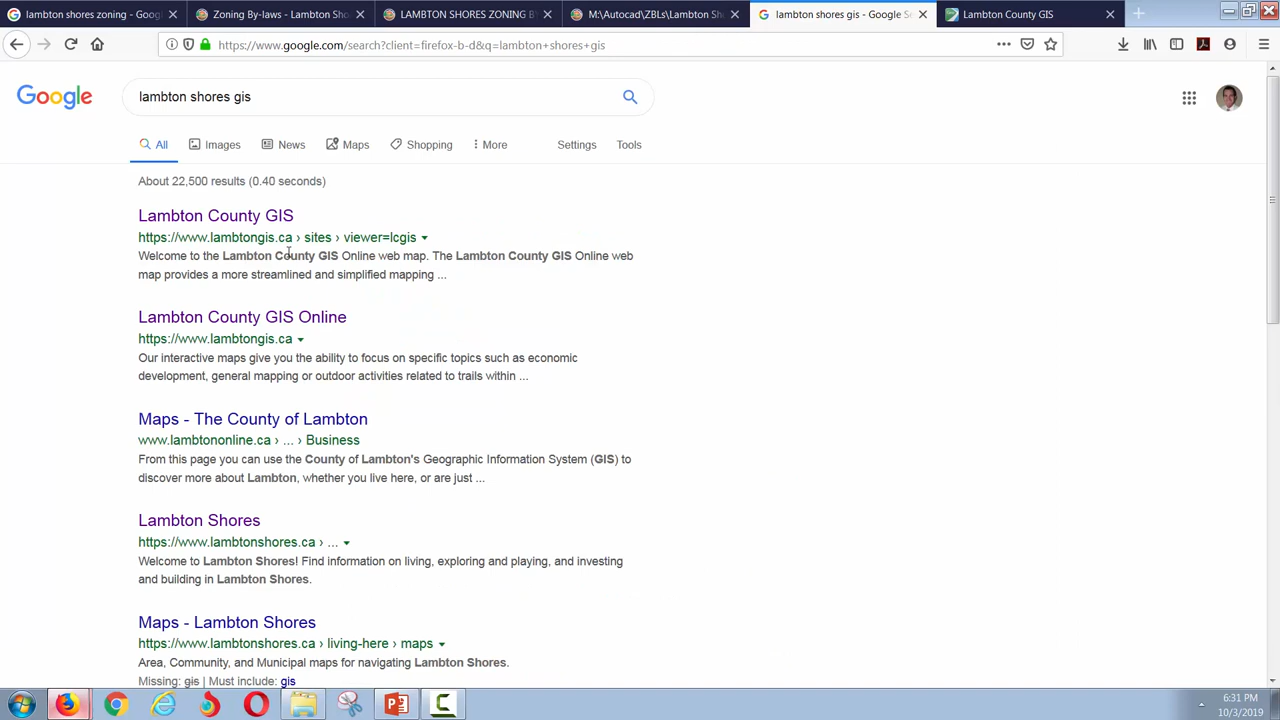 lambton shores zoning - Goog
Zoning By-laws - Lambton Sho
LAMBTON SHORES ZONING B
M:\Autocad\ZBLs\Lambton Sh
lambton shores gis - Google Se
Lambton County GIS
https://www.google.com/search?client=firefox-b-d&q=lambton+shores+gis
Google
lambton shores gis
All
Images
News
Maps
Shopping
More
Settings
Tools
About 22,500 results (0.40 seconds)
Lambton County GIS
https://www.lambtongis.ca › sites › viewer=lcgis
Welcome to the Lambton County GIS Online web map. The Lambton County GIS Online web
map provides a more streamlined and simplified mapping ...
Lambton County GIS Online
https://www.lambtongis.ca
Our interactive maps give you the ability to focus on specific topics such as economic
development, general mapping or outdoor activities related to trails within ...
Maps - The County of Lambton
www.lambtononline.ca › ... › Business
From this page you can use the County of Lambton's Geographic Information System (GIS) to
discover more about Lambton, whether you live here, or are just ...
Lambton Shores
https://www.lambtonshores.ca › ...
Welcome to Lambton Shores! Find information on living, exploring and playing, and investing
and building in Lambton Shores.
Maps - Lambton Shores
https://www.lambtonshores.ca › living-here › maps
Area, Community, and Municipal maps for navigating Lambton Shores.
Missing: gis | Must include: gis
6:31 PM
10/3/2019